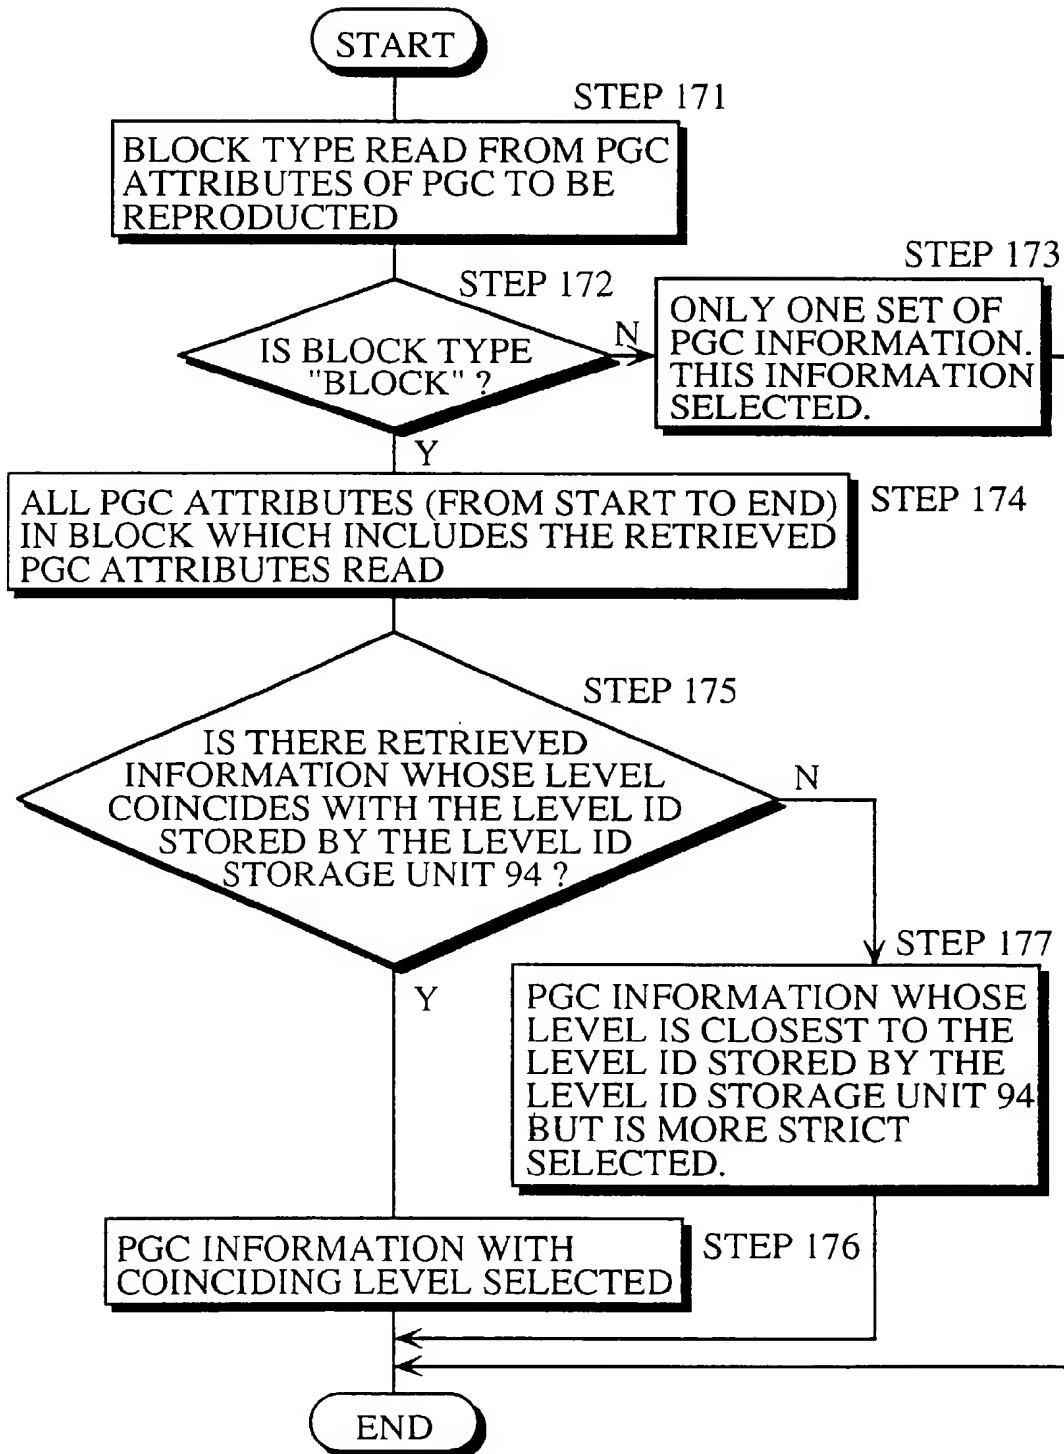 START
STEP 171
BLOCK TYPE READ FROM PGC
ATTRIBUTES OF PGC TO BE
REPRODUCTED
STEP 172
IS BLOCK TYPE
"BLOCK" ?
N
STEP 173
ONLY ONE SET OF
PGC INFORMATION.
THIS INFORMATION
SELECTED.
Y
ALL PGC ATTRIBUTES (FROM START TO END)
IN BLOCK WHICH INCLUDES THE RETRIEVED
PGC ATTRIBUTES READ
STEP 174
STEP 175
IS THERE RETRIEVED
INFORMATION WHOSE LEVEL
COINCIDES WITH THE LEVEL ID
STORED BY THE LEVEL ID
STORAGE UNIT 94 ?
N
STEP 177
PGC INFORMATION WHOSE
LEVEL IS CLOSEST TO THE
LEVEL ID STORED BY THE
LEVEL ID STORAGE UNIT 94
BUT IS MORE STRICT
SELECTED.
Y
PGC INFORMATION WITH
COINCIDING LEVEL SELECTED
STEP 176
END